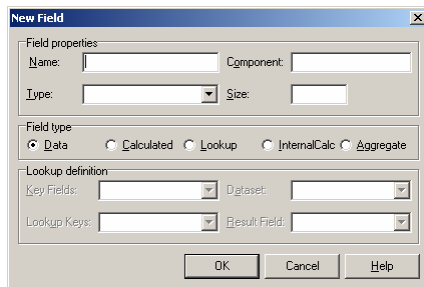 New Field
Field properties
Name: Component:
Type: Size:
Field type
Data Calculated Lookup InternalCalc Aggregate
Lookup definition
Key Fields: Dataset:
Lookup Keys: Result Field:
OK Cancel Help